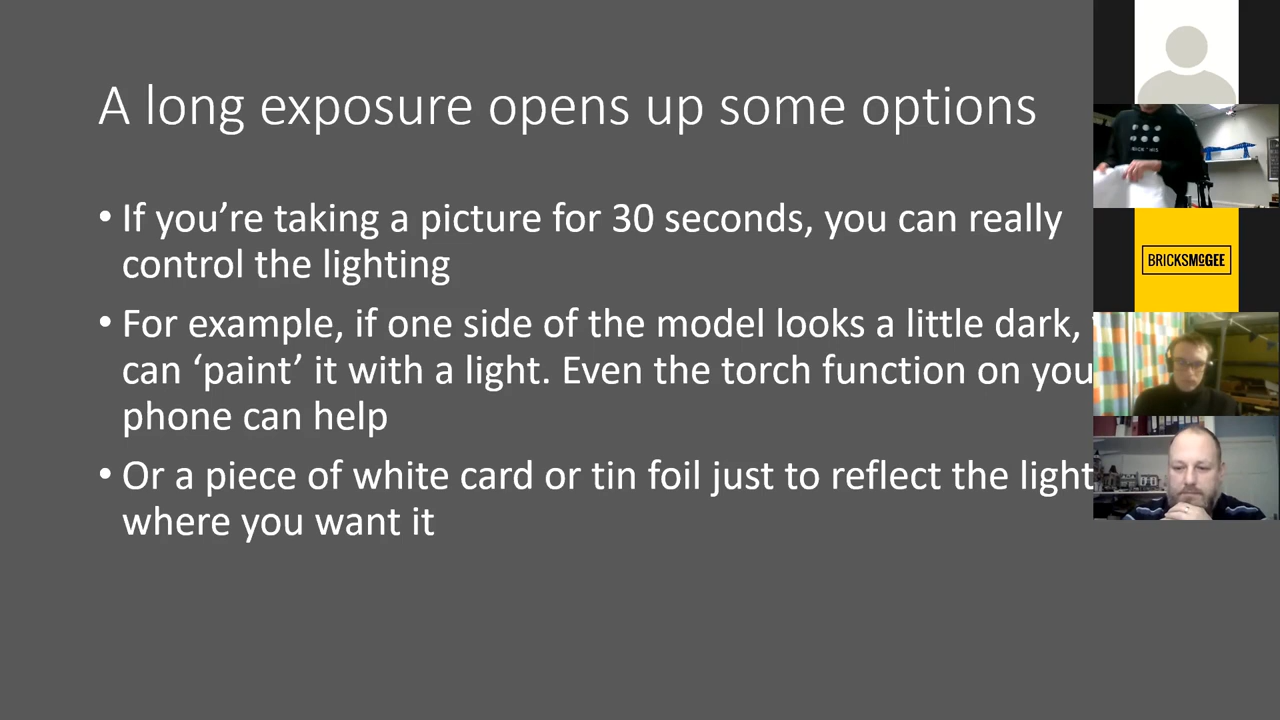 A long exposure opens up some options
• If you’re taking a picture for 30 seconds, you can really
control the lighting
• For example, if one side of the model looks a little dark,
can ‘paint’ it with a light. Even the torch function on you
phone can help
• Or a piece of white card or tin foil just to reflect the light
where you want it
BRICKSMCGEE